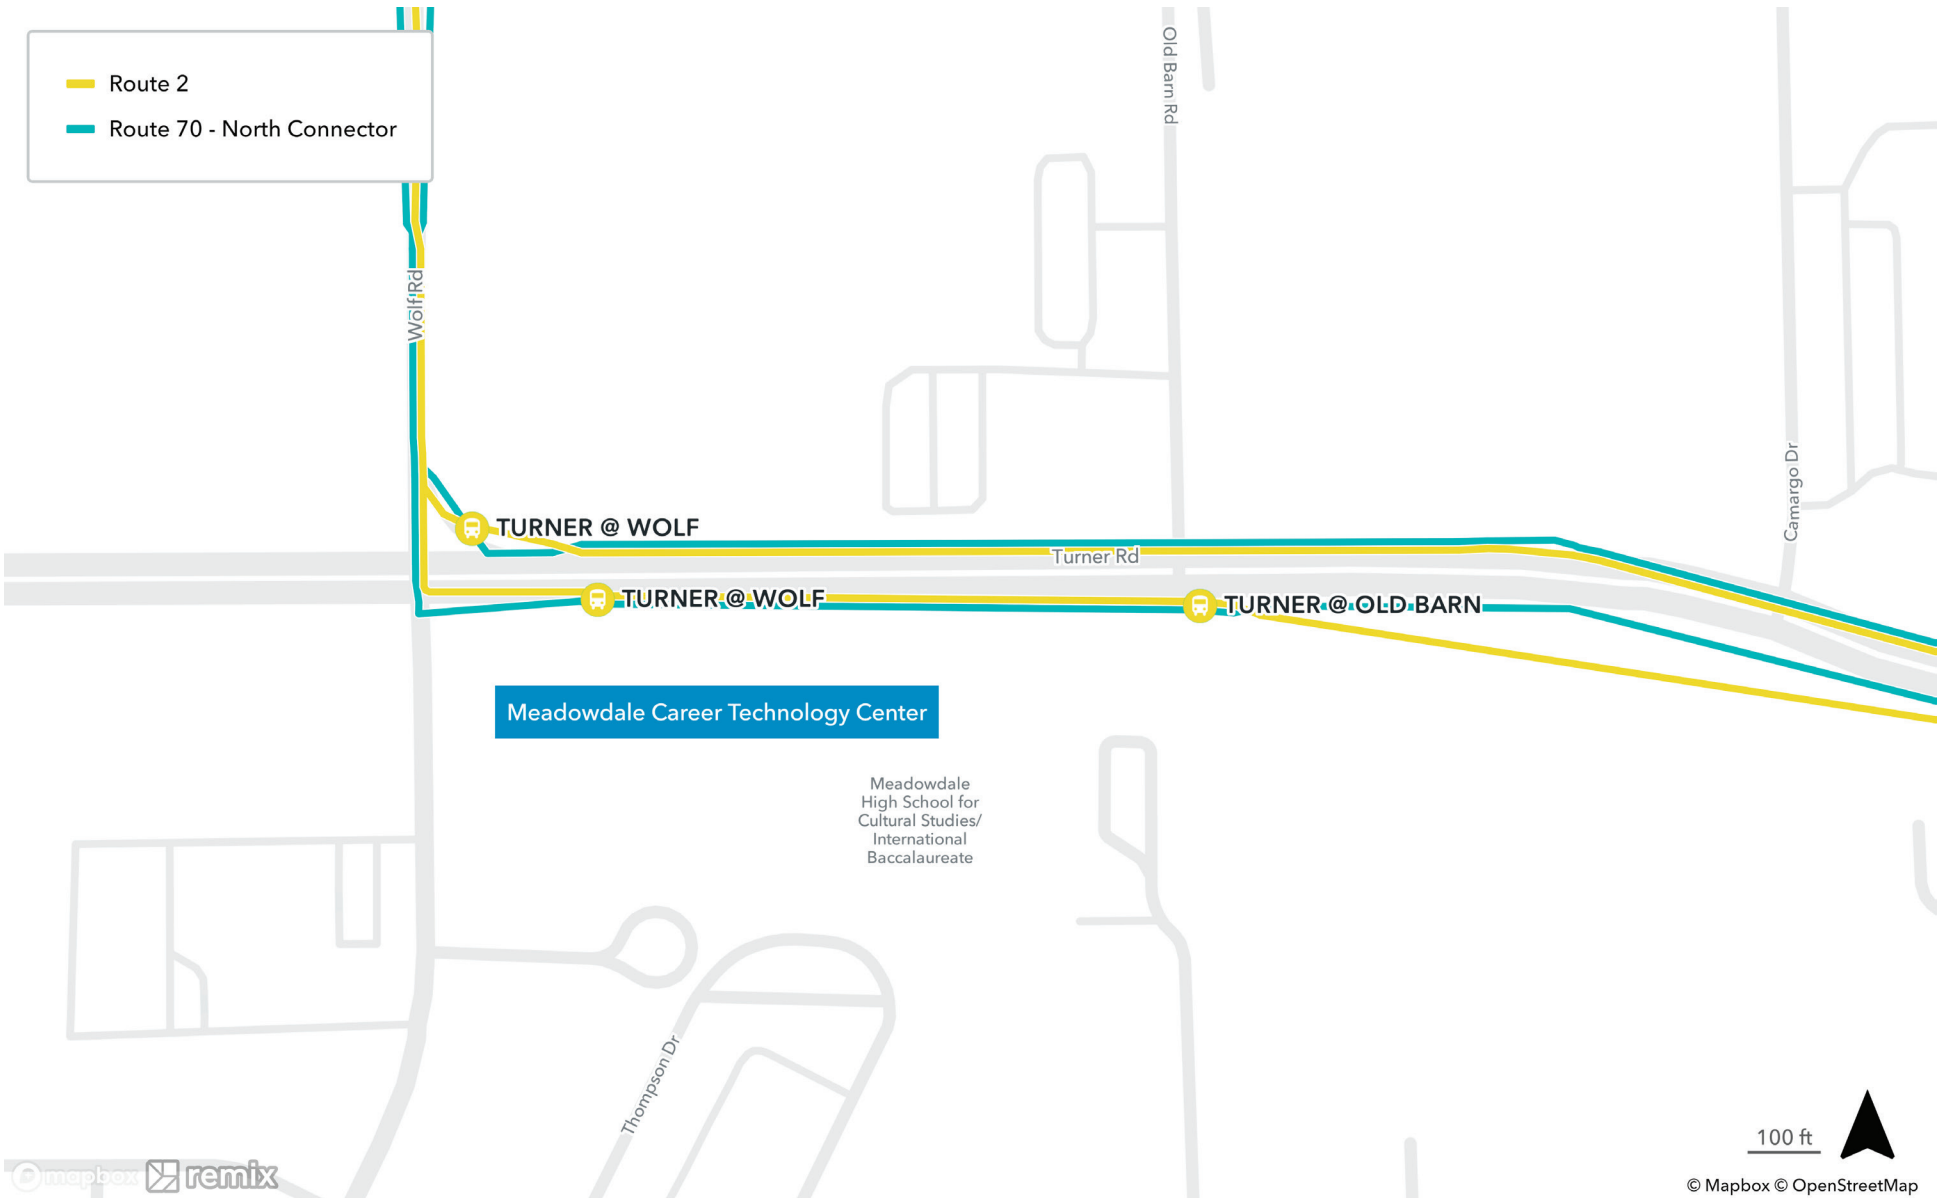 Route 2
Route 70 - North Connector
Old Barn Rd
Wolf Rd
Camargo Dr
TURNER @ WOLF
Turner Rd
TURNER @ WOLF
TURNER @ OLD BARN
Meadowdale Career Technology Center
Meadowdale
High School for
Cultural Studies/
International
Baccalaureate
Thompson Dr
100 ft
mapbox
remix
© Mapbox © OpenStreetMap